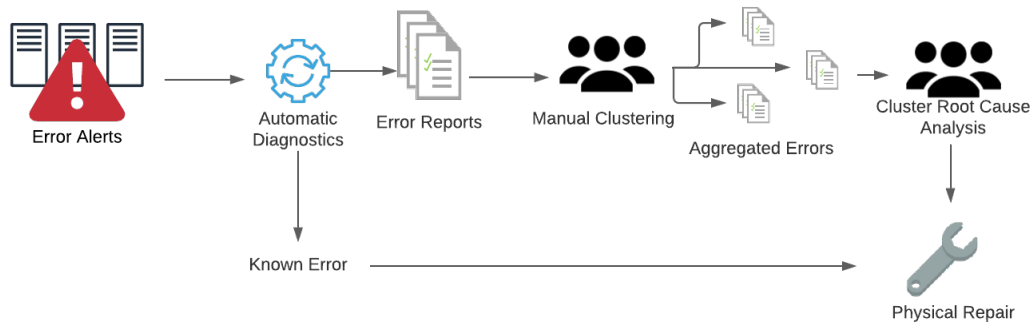 Error Alerts
Automatic
Diagnostics
Error Reports
Manual Clustering
Aggregated Errors
Cluster Root Cause
Analysis
Known Error
Physical Repair